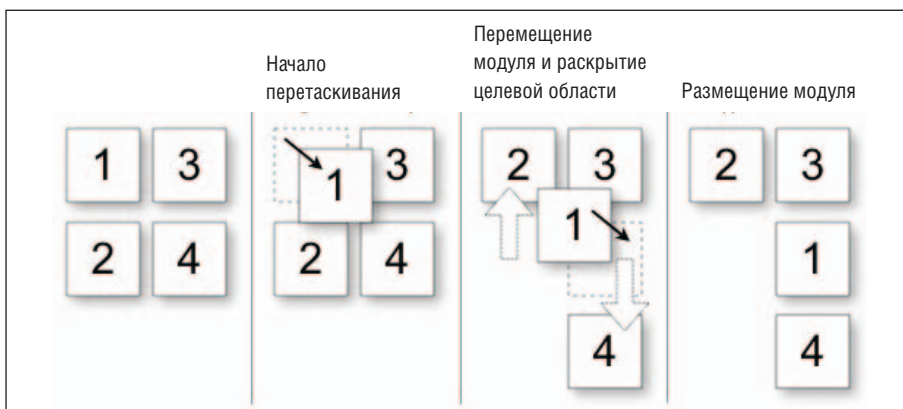 Начало
перетаскивания
Перемещение
модуля и раскрытие
целевой области
Размещение модуля
1 3
2 4
1 3
2 4
2 3
1
4
2 3
1
4